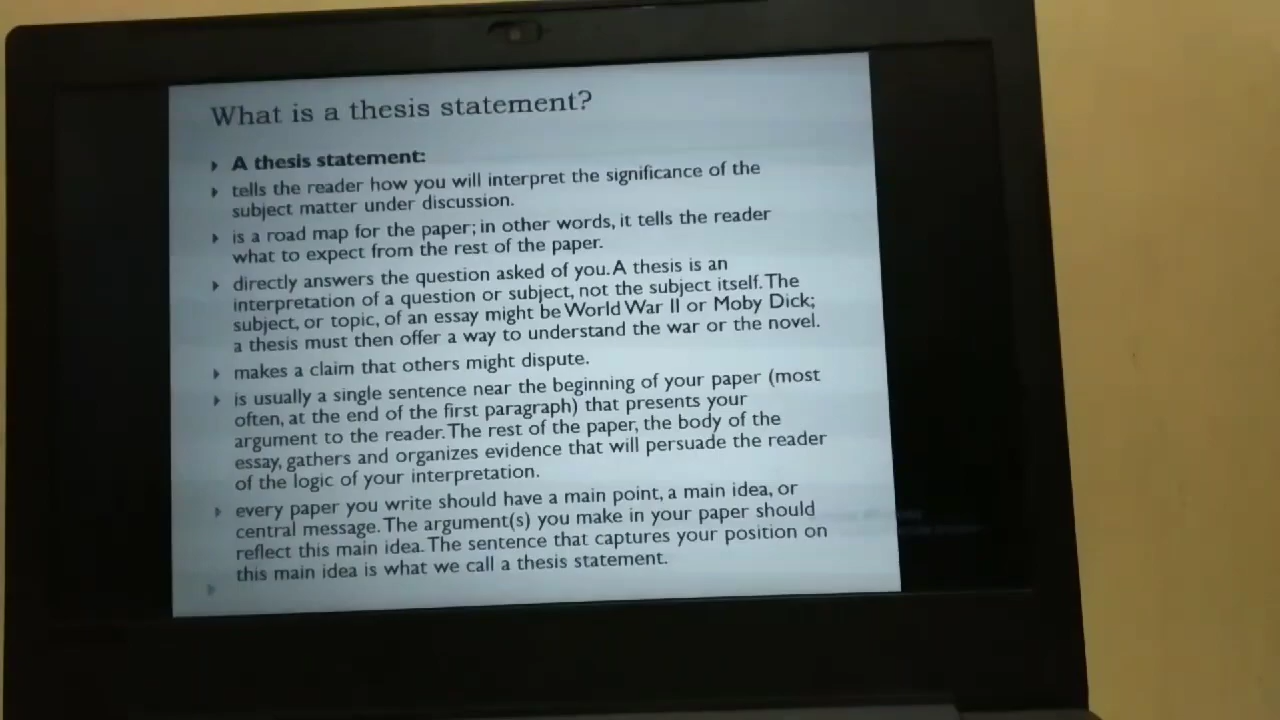 What is a thesis statement?
A thesis statement:
tells the reader how you will interpret the significance of the
subject matter under discussion.
is a road map for the paper; in other words, it tells the reader
what to expect from the rest of the paper.
directly answers the question asked of you. A thesis is an
interpretation of a question or subject, not the subject itself. The
subject, or topic, of an essay might be World War II or Moby Dick;
a thesis must then offer a way to understand the war or the novel.
makes a claim that others might dispute.
is usually a single sentence near the beginning of your paper (most
often, at the end of the first paragraph) that presents your
argument to the reader. The rest of the paper, the body of the
essay, gathers and organizes evidence that will persuade the reader
of the logic of your interpretation.
every paper you write should have a main point, a main idea, or
central message. The argument(s) you make in your paper should
reflect this main idea. The sentence that captures your position on
this main idea is what we call a thesis statement.